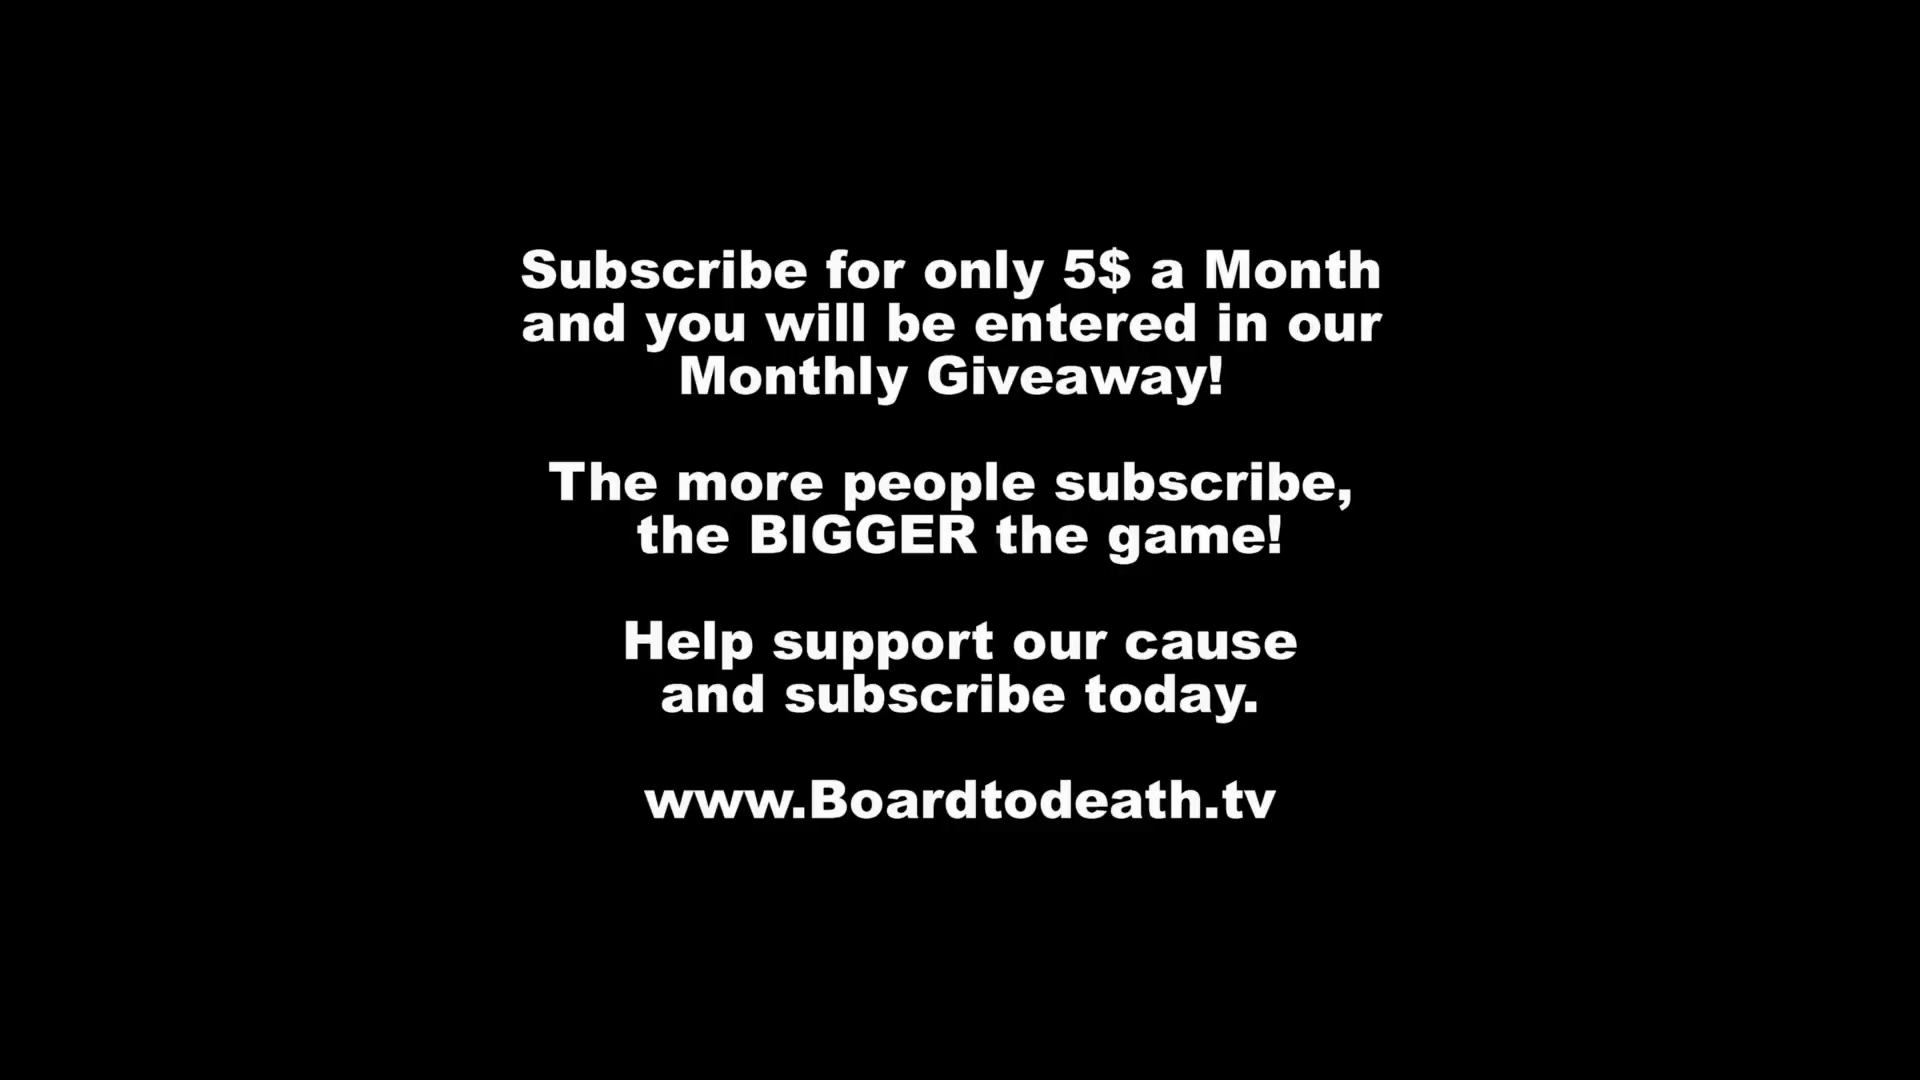 Subscribe for only 5$ a Month
and you will be entered in our
Monthly Giveaway!
The more people subscribe,
the BIGGER the game!
Help support our cause
and subscribe today.
www.Boardtodeath.tv